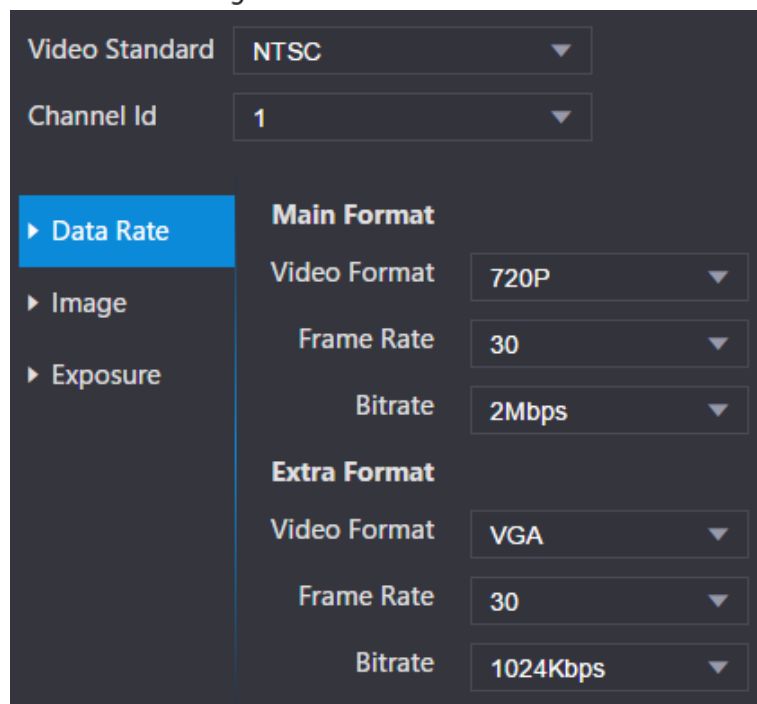 Video Standard NTSC
Channel Id 1
Data Rate
Image
Exposure
Main Format
Video Format 720P
Frame Rate 30
Bitrate 2Mbps
Extra Format
Video Format VGA
Frame Rate 30
Bitrate 1024Kbps